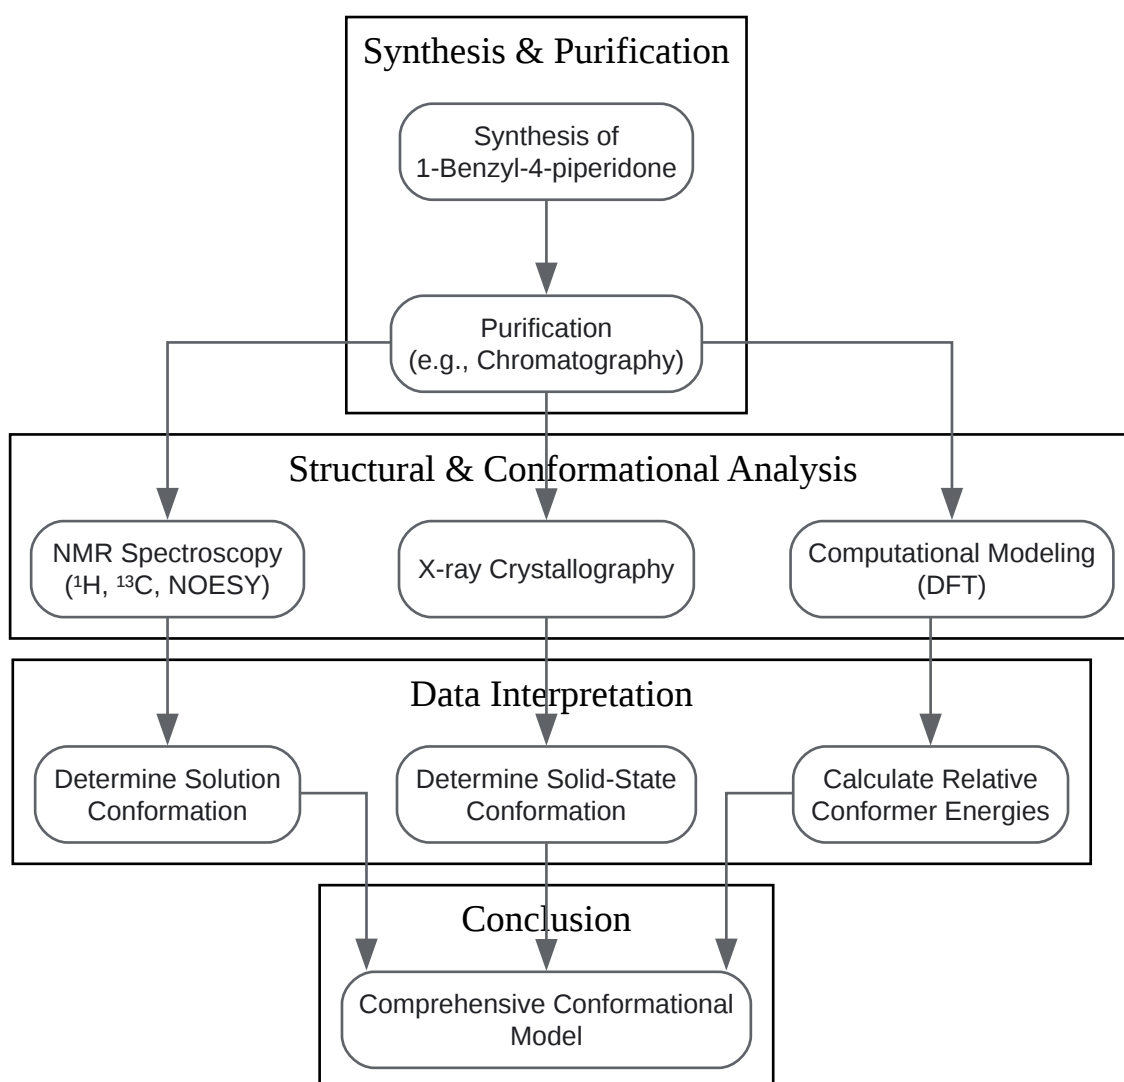 Synthesis & Purification
Synthesis of
1-Benzyl-4-piperidone
Purification
(e.g., Chromatography)
Structural & Conformational Analysis
NMR Spectroscopy
(¹H, ¹³C, NOESY)
X-ray Crystallography
Computational Modeling
(DFT)
Data Interpretation
Determine Solution
Conformation
Determine Solid-State
Conformation
Calculate Relative
Conformer Energies
Conclusion
Comprehensive Conformational
Model